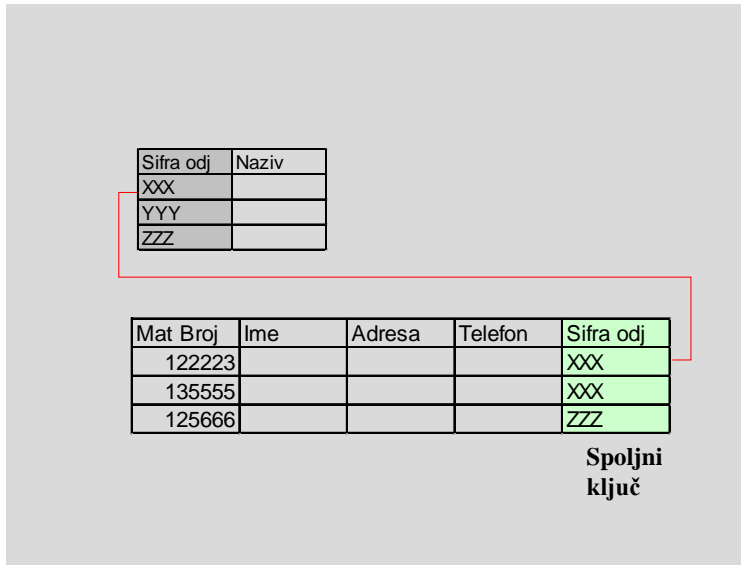 Sifra odj Naziv
XXX
YYY
ZZZ
Mat Broj Ime Adresa Telefon Sifra odj
122223 XXX
135555 XXX
125666 ZZZ
Spoljni
ključ